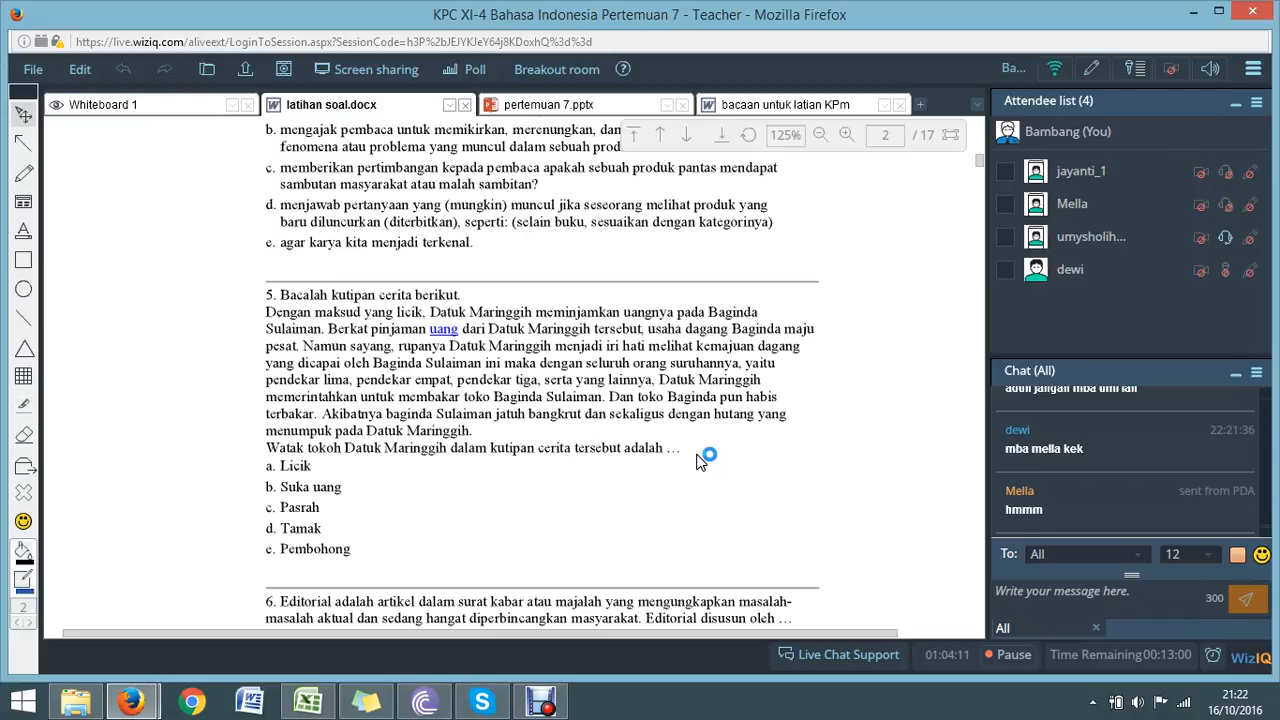 KPC XI-4 Bahasa Indonesia Pertemuan 7 - Teacher - Mozilla Firefox
https://live.wiziq.com/aliveext/LoginToSession.aspx?SessionCode=h3P%2bJEJYKJeY64j8KDoxhQ%3d%3d
File Edit Screen sharing Poll Breakout room Ba...
Whiteboard 1 latihan soal.docx pertemuan 7.pptx bacaan untuk latian KPm
125% 2 / 17
b. mengajak pembaca untuk memikirkan, merenungkan, dan
fenomena atau problema yang muncul dalam sebuah
c. memberikan pertimbangan kepada pembaca apakah sebuah produk pantas mendapat
sambutan masyarakat atau malah sambitan?
d. menjawab pertanyaan yang (mungkin) muncul jika seseorang melihat produk yang
baru diluncurkan (diterbitkan), seperti: (selain buku, sesuaikan dengan kategorinya)
e. agar karya kita menjadi terkenal.
5. Bacalah kutipan cerita berikut.
Dengan maksud yang licik, Datuk Maringgih meminjamkan uangnya pada Baginda
Sulaiman. Berkat pinjaman uang dari Datuk Maringgih tersebut, usaha dagang Baginda maju
pesat. Namun sayang, rupanya Datuk Maringgih menjadi iri hati melihat kemajuan dagang
yang dicapai oleh Baginda Sulaiman ini maka dengan seluruh orang suruhannya, yaitu
pendekar lima, pendekar empat, pendekar tiga, serta yang lainnya, Datuk Maringgih
memerintahkan untuk membakar toko Baginda Sulaiman. Dan toko Baginda pun habis
terbakar. Akibatnya baginda Sulaiman jatuh bangkrut dan sekaligus dengan hutang yang
menumpuk pada Datuk Maringgih.
Watak tokoh Datuk Maringgih dalam kutipan cerita tersebut adalah …
a. Licik
b. Suka uang
c. Pasrah
d. Tamak
e. Pembohong
6. Editorial adalah artikel dalam surat kabar atau majalah yang mengungkapkan masalah-
masalah aktual dan sedang hangat diperbincangkan masyarakat. Editorial disusun oleh …
2
Attendee list (4)
Bambang (You)
jayanti_1
Mella
umysholih...
dewi
Chat (All)
dewi 22:21:36
mba mella kek
Mella sent from PDA
hmmm
To: All 12
Write your message here. 300
All
Live Chat Support 01:04:11 Pause Time Remaining 00:13:00 WizIQ
21:22
16/10/2016